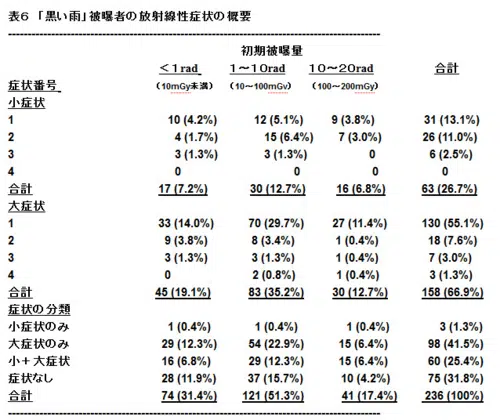 表6 「黒い雨」被曝者の放射線性症状の概要
初期被曝量
＜1rad 1～10rad 10～20rad 合計
症状番号 (10mGy未満) (10～100mGv) (100～200mGy)
小症状
1 10 (4.2%) 12 (5.1%) 9 (3.8%) 31 (13.1%)
2 4 (1.7%) 15 (6.4%) 7 (3.0%) 26 (11.0%)
3 3 (1.3%) 3 (1.3%) 0 6 (2.5%)
4 0 0 0 0
合計 17 (7.2%) 30 (12.7%) 16 (6.8%) 63 (26.7%)
大症状
1 33 (14.0%) 70 (29.7%) 27 (11.4%) 130 (55.1%)
2 9 (3.8%) 8 (3.4%) 1 (0.4%) 18 (7.6%)
3 3 (1.3%) 3 (1.3%) 1 (0.4%) 7 (3.0%)
4 0 2 (0.8%) 1 (0.4%) 3 (1.3%)
合計 45 (19.1%) 83 (35.2%) 30 (12.7%) 158 (66.9%)
症状の分類
小症状のみ 1 (0.4%) 1 (0.4%) 1 (0.4%) 3 (1.3%)
大症状のみ 29 (12.3%) 54 (22.9%) 15 (6.4%) 98 (41.5%)
小＋大症状 16 (6.8%) 29 (12.3%) 15 (6.4%) 60 (25.4%)
症状なし 28 (11.9%) 37 (15.7%) 10 (4.2%) 75 (31.8%)
合計 74 (31.4%) 121 (51.3%) 41 (17.4%) 236 (100%)